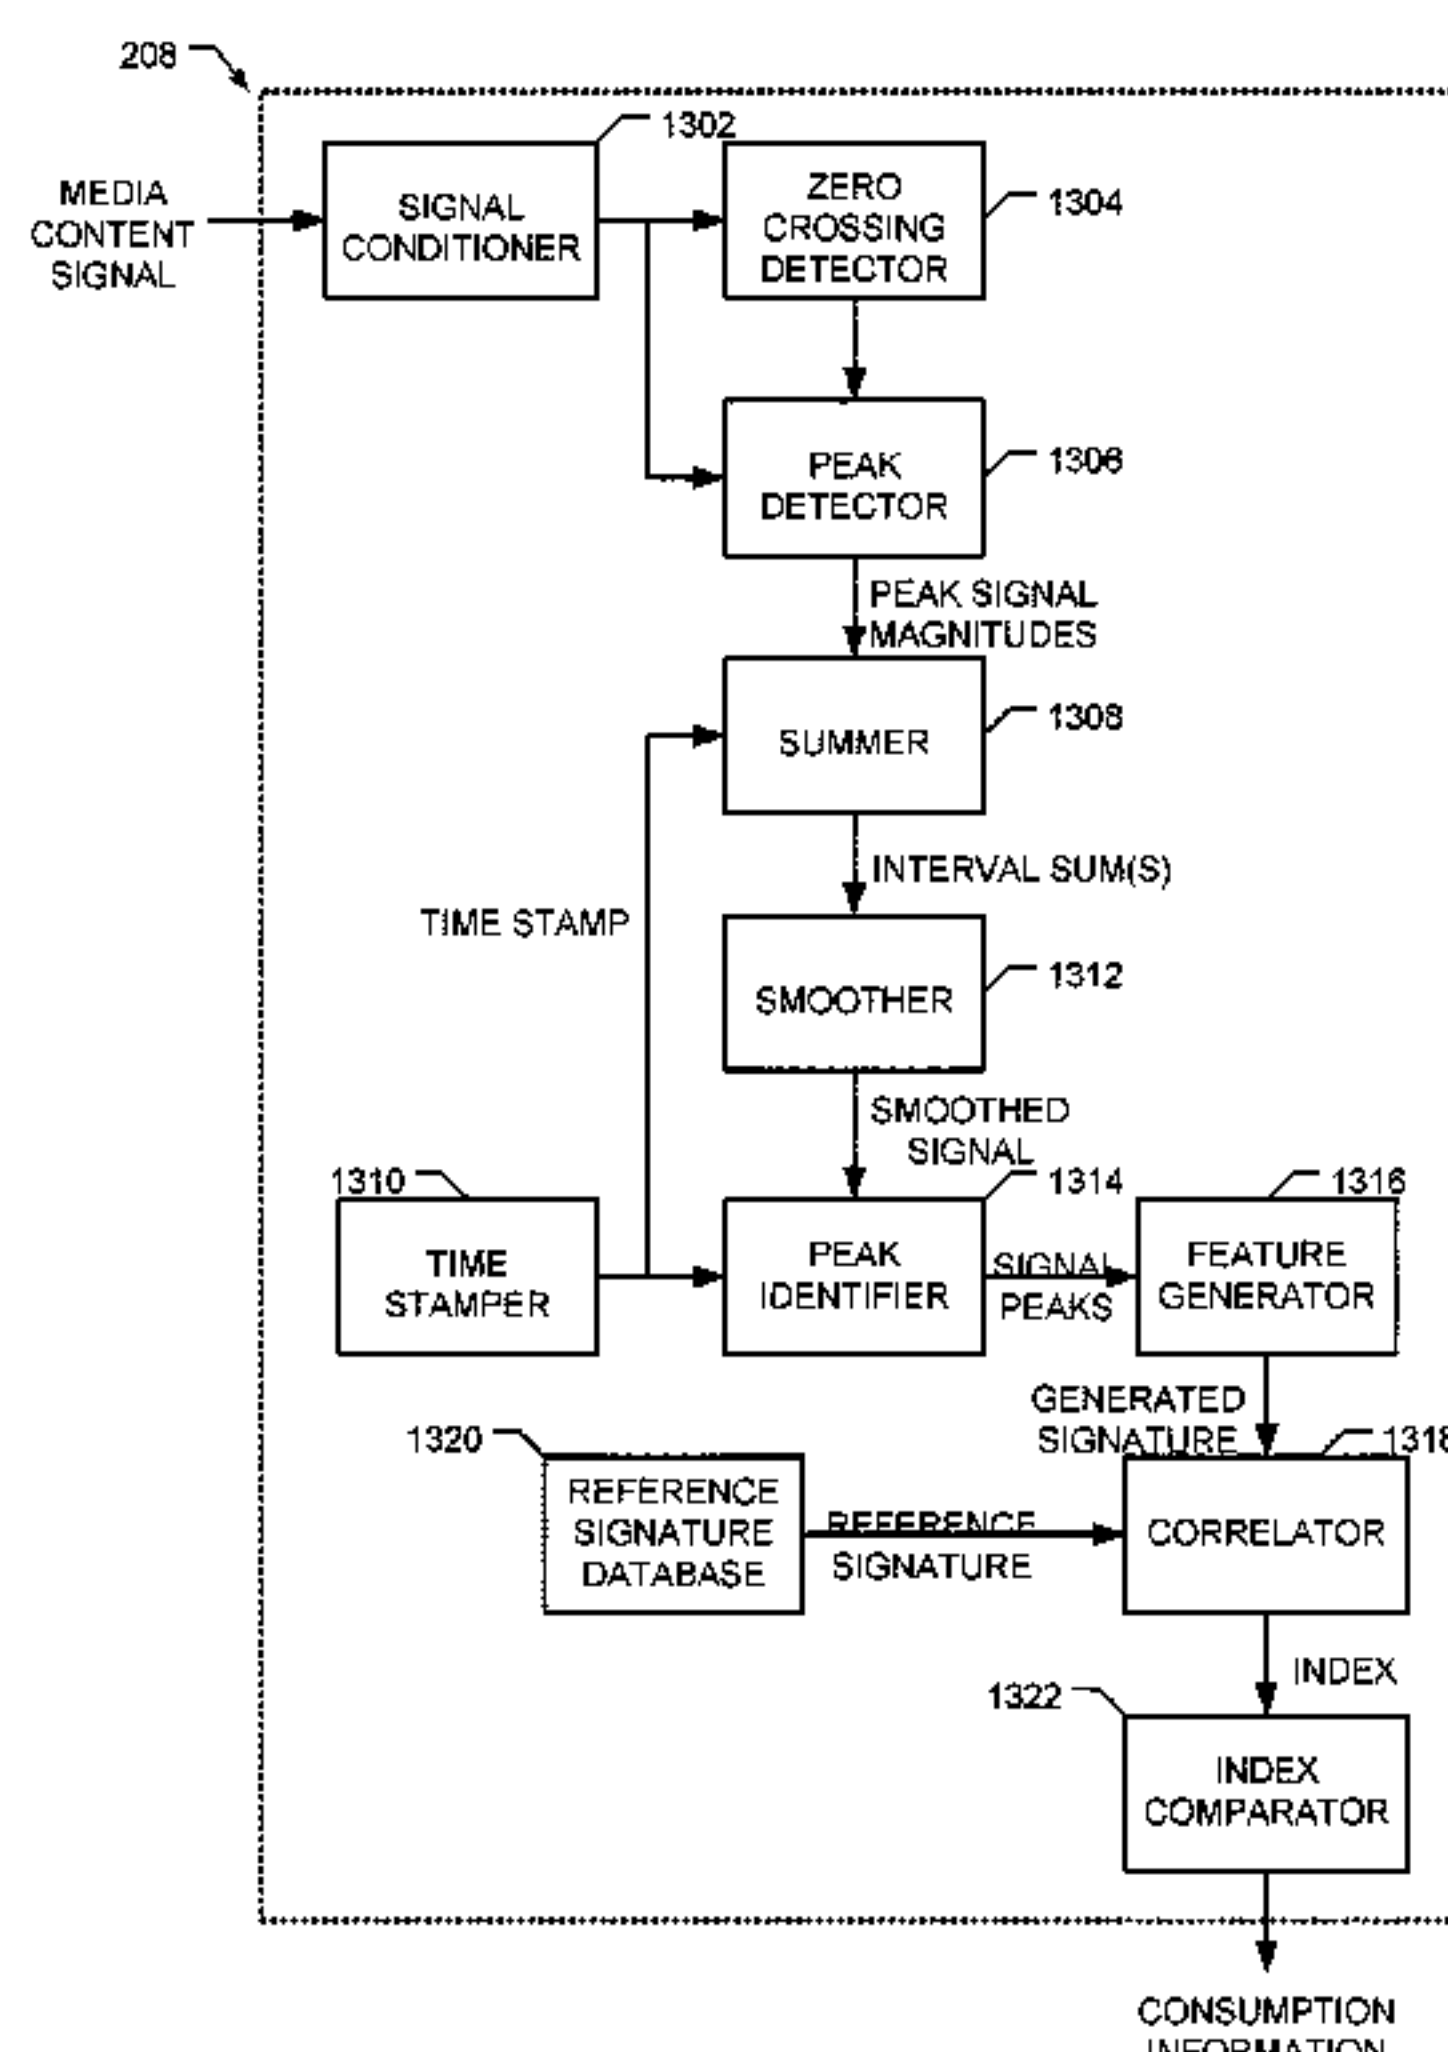 208
1302
MEDIA
CONTENT
SIGNAL
SIGNAL
CONDITIONER
ZERO
CROSSING
DETECTOR
1304
PEAK
DETECTOR
1306
PEAK SIGNAL
MAGNITUDES
SUMMER
1308
INTERVAL SUM(S)
TIME STAMP
SMOOTHER
1312
SMOOTHED
SIGNAL
1310
TIME
STAMPER
1314
PEAK
IDENTIFIER
SIGNAL
PEAKS
1316
FEATURE
GENERATOR
GENERATED
SIGNATURE
1320
REFERENCE
SIGNATURE
DATABASE
REFERENCE
SIGNATURE
1318
CORRELATOR
INDEX
1322
INDEX
COMPARATOR
CONSUMPTION
INFORMATION